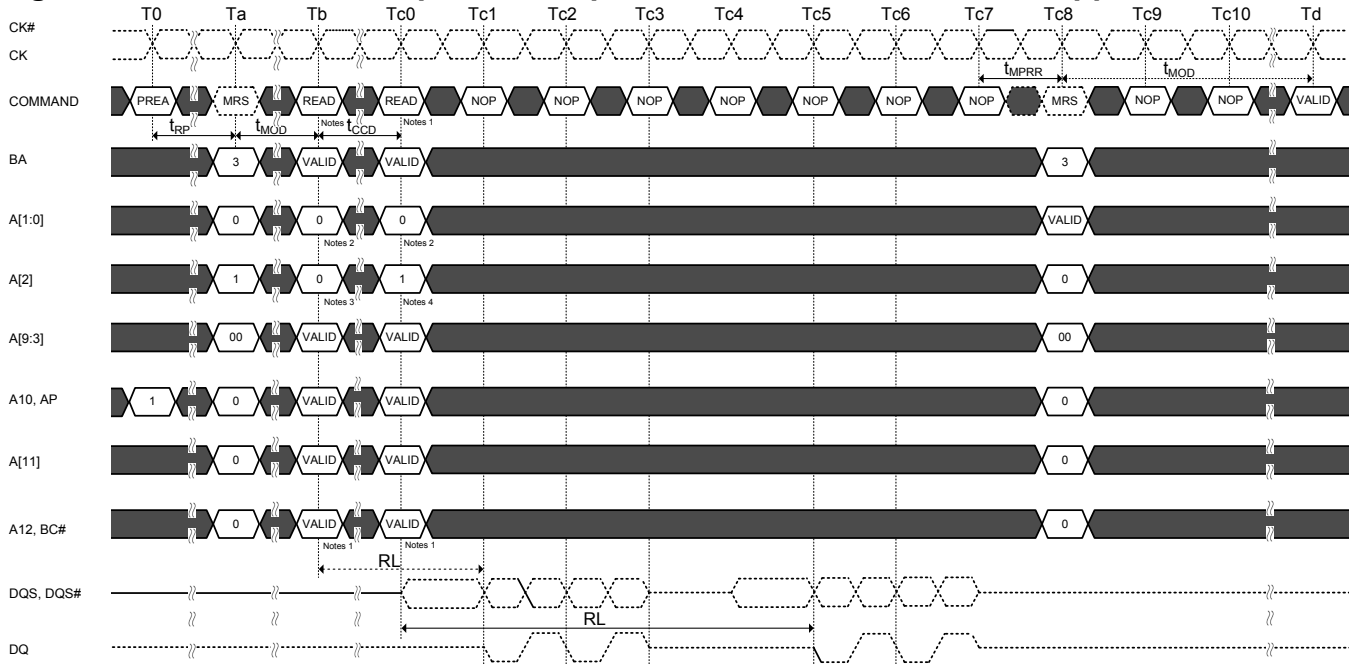 T0 Ta Tb Tc0 Tc1 Tc2 Tc3 Tc4 Tc5 Tc6 Tc7 Tc8 Tc9 Tc10 Td
CK#
CK
tMPRR tMOD
COMMAND PREA MRS READ READ NOP NOP NOP NOP NOP NOP NOP MRS NOP NOP VALID
Notes Notes 1
tRP tMOD tCCD
BA 3 VALID VALID 3
A[1:0] 0 0 0 VALID
Notes 2 Notes 2
A[2] 1 0 1 0
Notes 3 Notes 4
A[9:3] 00 VALID VALID 00
A10, AP 1 0 VALID VALID 0
A[11] 0 VALID VALID 0
A12, BC# 0 VALID VALID 0
Notes 1 Notes 1
RL
DQS, DQS#
RL
DQ